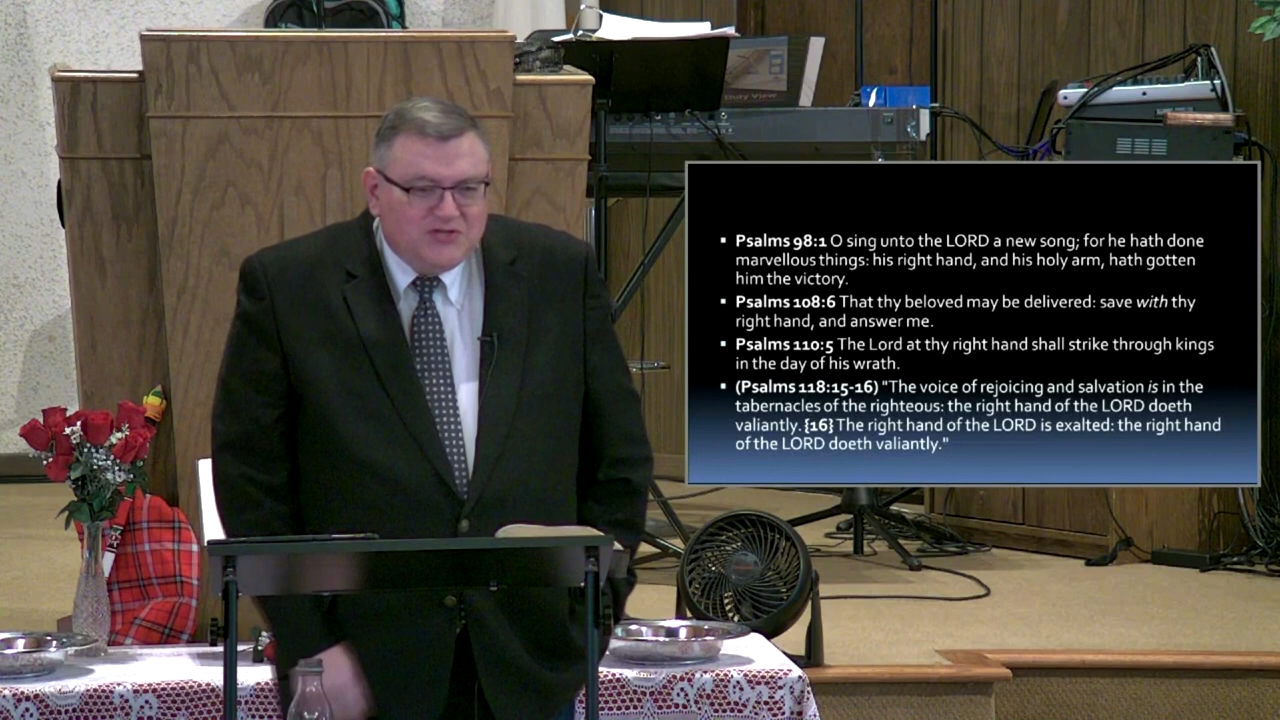 Way View
▪ Psalms 98:1 O sing unto the LORD a new song; for he hath done
marvellous things: his right hand, and his holy arm, hath gotten
him the victory.
▪ Psalms 108:6 That thy beloved may be delivered: save with thy
right hand, and answer me.
▪ Psalms 110:5 The Lord at thy right hand shall strike through kings
in the day of his wrath.
▪ (Psalms 118:15-16) "The voice of rejoicing and salvation is in the
tabernacles of the righteous: the right hand of the LORD doeth
valiantly. {16} The right hand of the LORD is exalted: the right hand
of the LORD doeth valiantly."